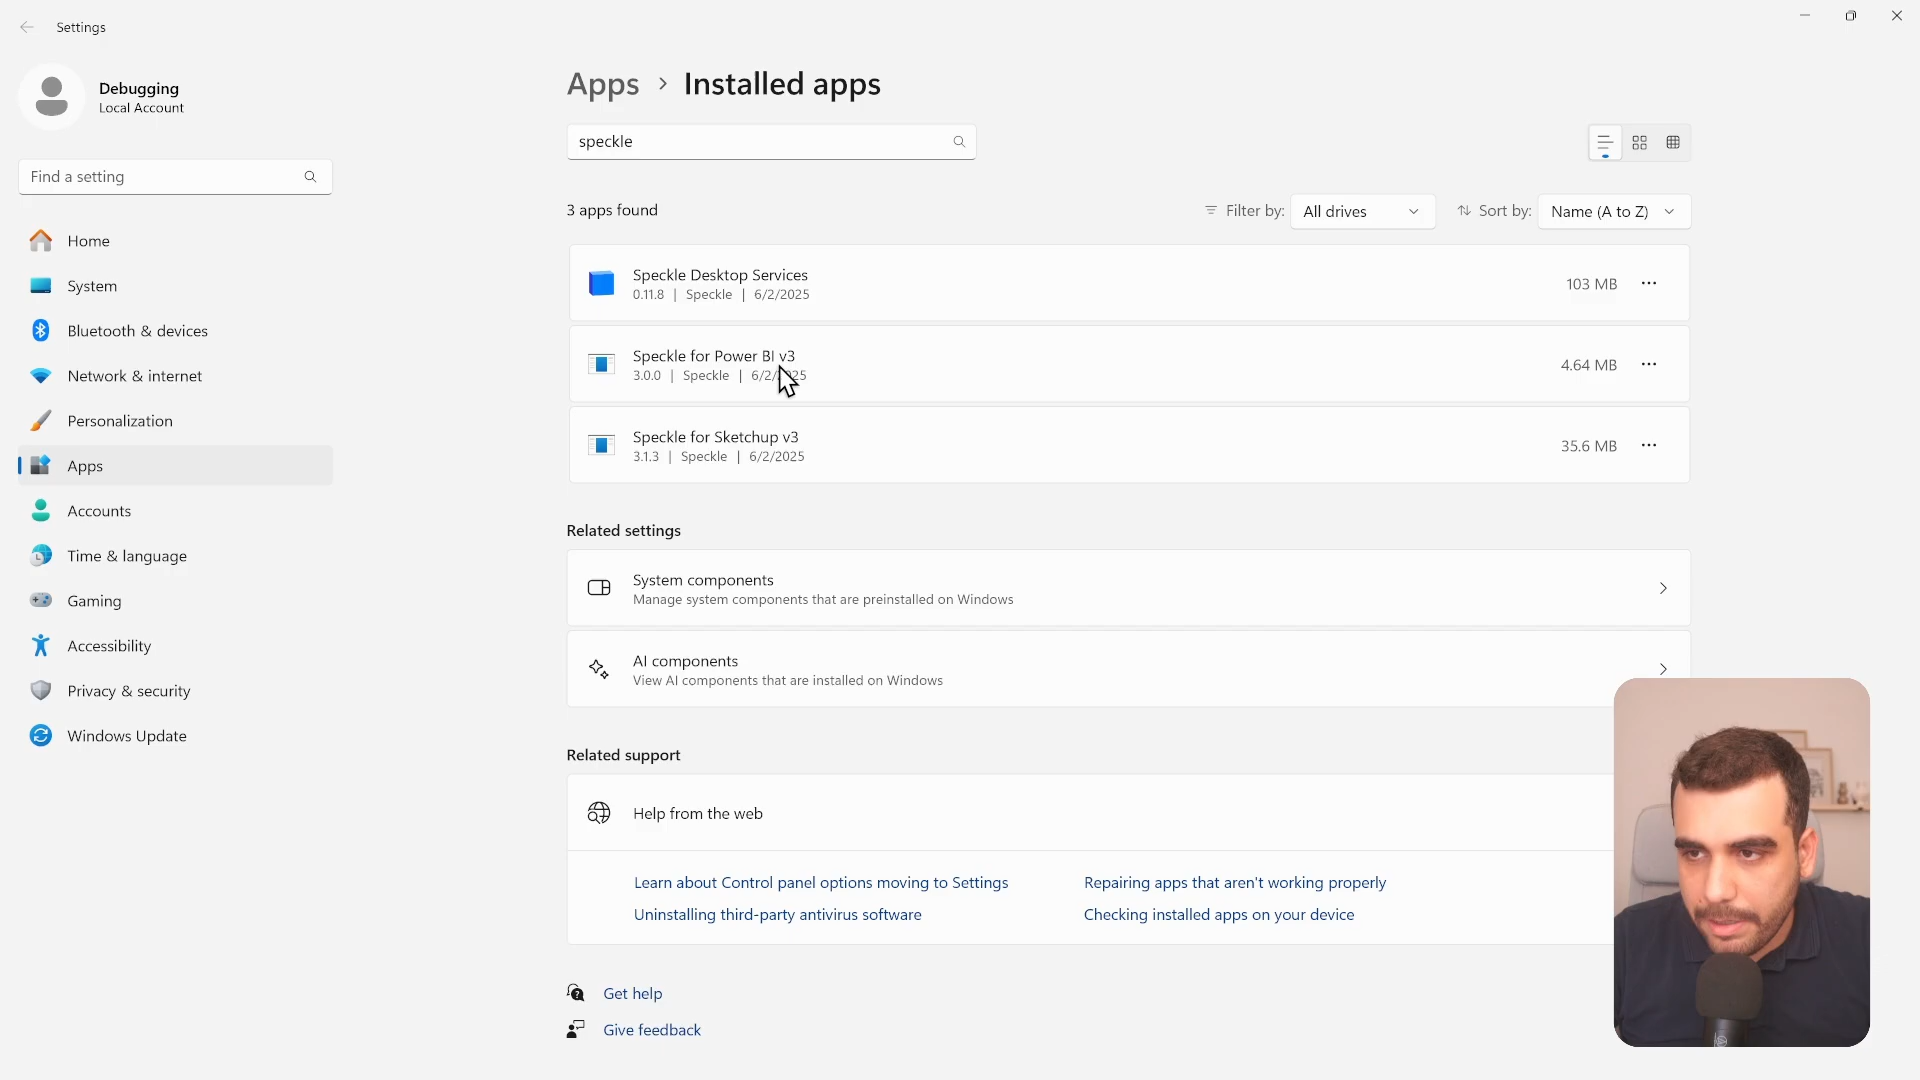 Settings
Debugging
Local Account
Find a setting
Home
System
Bluetooth & devices
Network & internet
Personalization
Apps
Accounts
Time & language
Gaming
Accessibility
Privacy & security
Windows Update
Apps > Installed apps
speckle
3 apps found
Filter by: All drives
Sort by: Name (A to Z)
Speckle Desktop Services
0.11.8 | Speckle | 6/2/2025
103 MB
Speckle for Power BI v3
3.0.0 | Speckle | 6/2/2025
4.64 MB
Speckle for Sketchup v3
3.1.3 | Speckle | 6/2/2025
35.6 MB
Related settings
System components
Manage system components that are preinstalled on Windows
AI components
View AI components that are installed on Windows
Related support
Help from the web
Learn about Control panel options moving to Settings
Repairing apps that aren't working properly
Uninstalling third-party antivirus software
Checking installed apps on your device
Get help
Give feedback